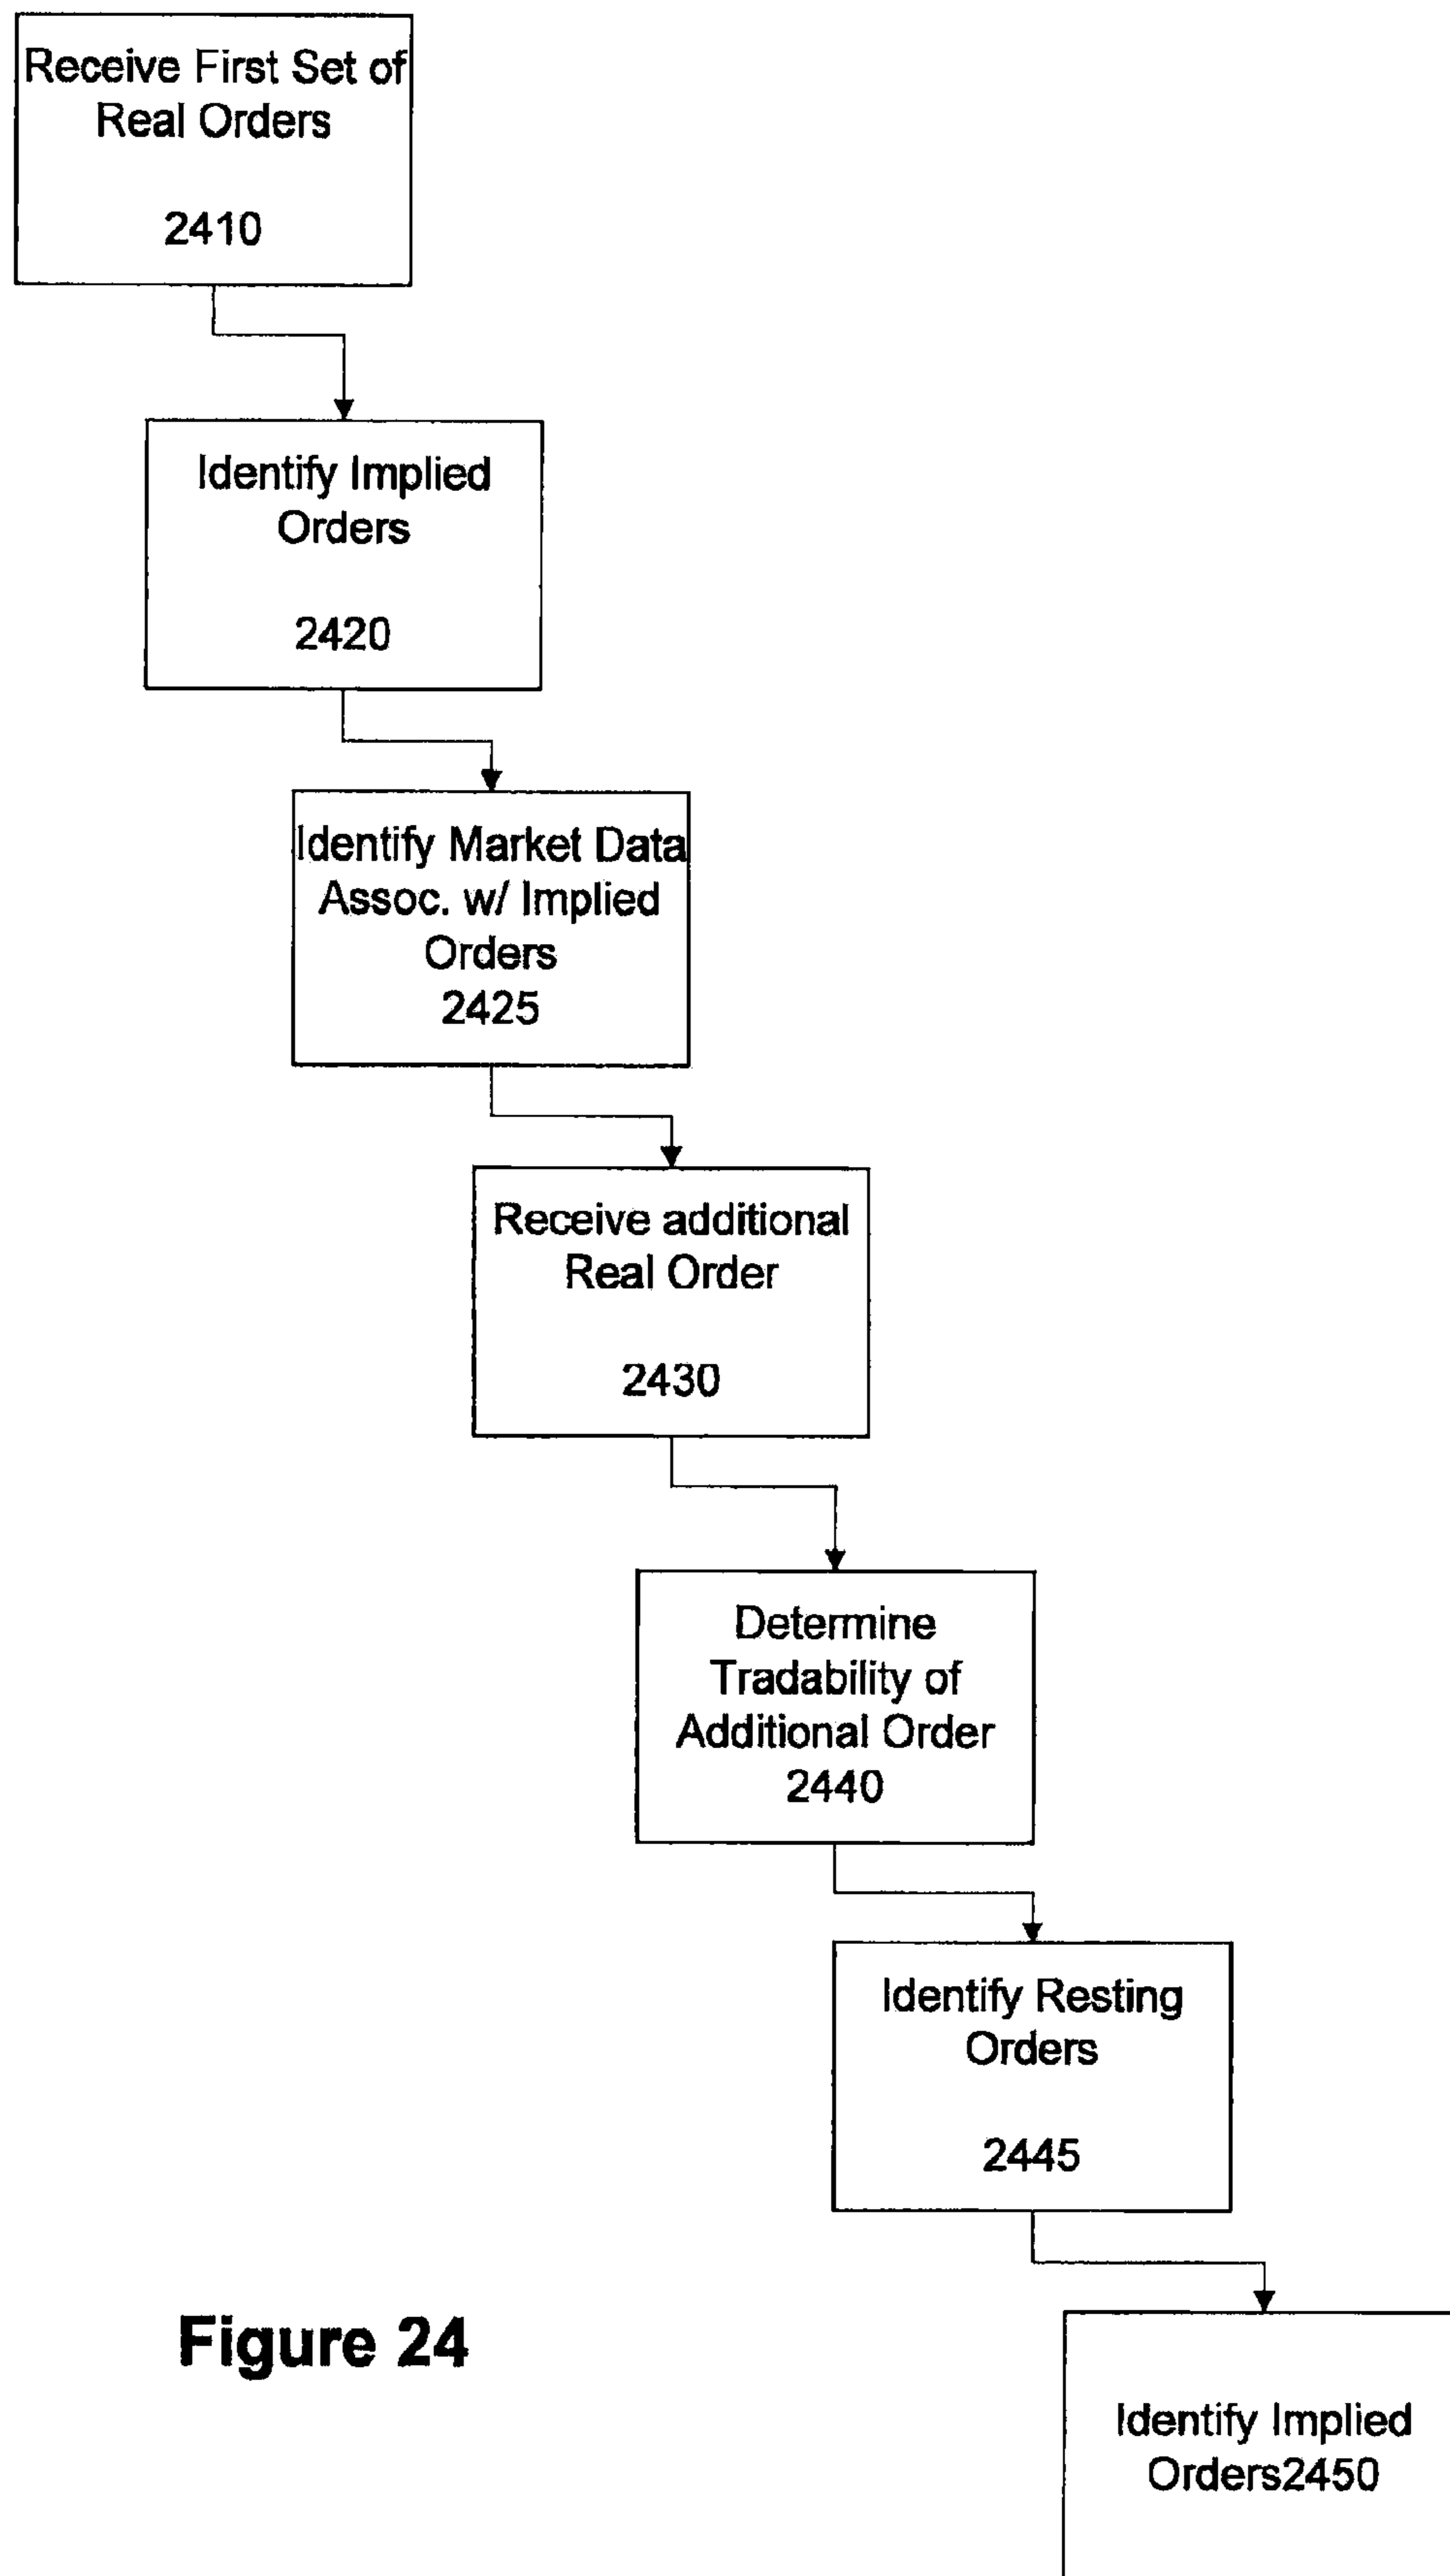 Receive First Set of
Real Orders
2410
Identify Implied
Orders
2420
Identify Market Data
Assoc. w/ Implied
Orders
2425
Receive additional
Real Order
2430
Determine
Tradability of
Additional Order
2440
Identify Resting
Orders
2445
Identify Implied
Orders2450
Figure 24